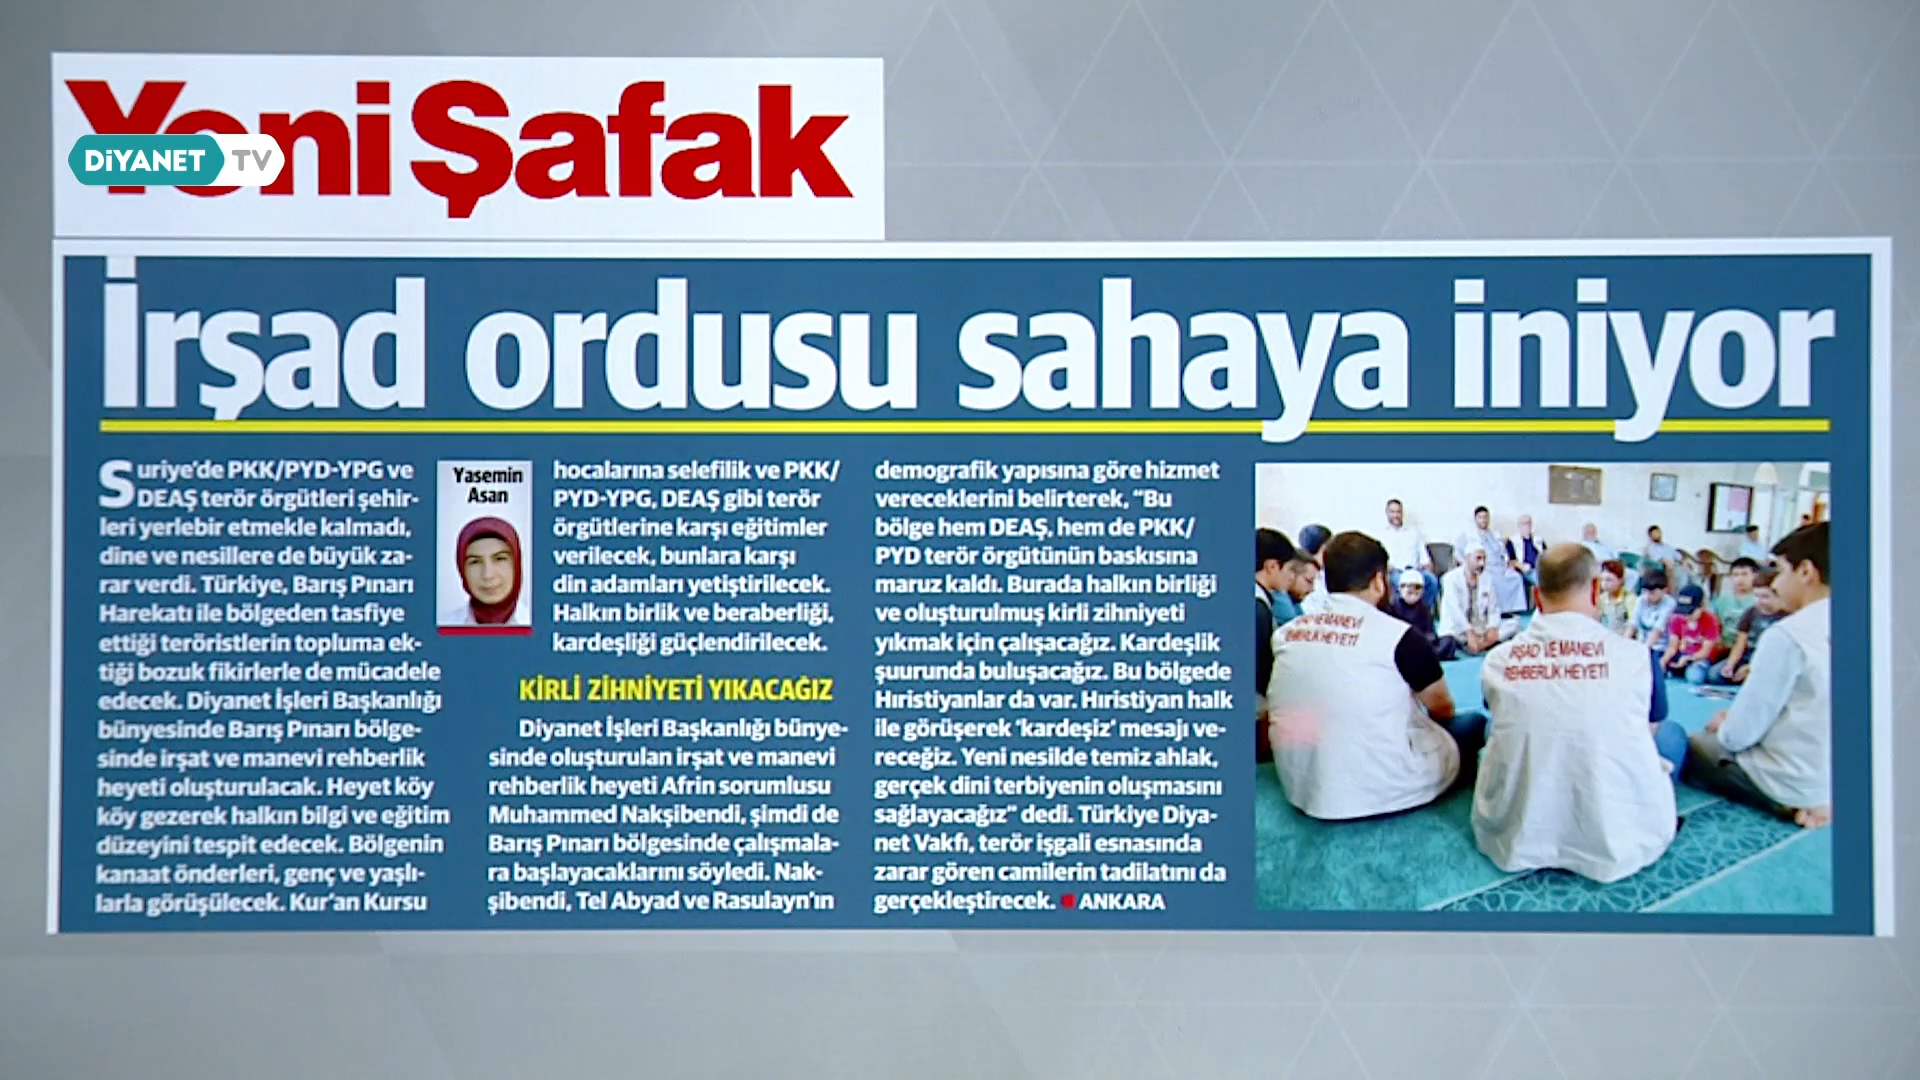 Yeni Şafak
DİYANET TV
İrşad ordusu sahaya iniyor
Suriye'de PKK/PYD-YPG ve
DEAŞ terör örgütleri şehir-
leri yerlebir etmekle kalmadı,
dine ve nesillere de büyük za-
rar verdi. Türkiye, Barış Pınarı
Harekatı ile bölgeden tasfiye
ettiği teröristlerin topluma ek-
tiği bozuk fikirlerle de mücadele
edecek. Diyanet İşleri Başkanlığı
bünyesinde Barış Pınarı bölge-
sinde irşat ve manevi rehberlik
heyeti oluşturulacak. Heyet köy
köy gezerek halkın bilgi ve eğitim
düzeyini tespit edecek. Bölgenin
kanaat önderleri, genç ve yaşlı-
larla görüşülecek. Kur'an Kursu
Yasemin
Asan
hocalarına selefilik ve PKK/
PYD-YPG, DEAŞ gibi terör
örgütlerine karşı eğitimler
verilecek, bunlara karşı
din adamları yetiştirilecek.
Halkın birlik ve beraberliği,
kardeşliği güçlendirilecek.
KİRLİ ZİHNİYETİ YIKACAĞIZ
Diyanet İşleri Başkanlığı bünye-
sinde oluşturulan irşat ve manevi
rehberlik heyeti Afrin sorumlusu
Muhammed Nakşibendi, şimdi de
Barış Pınarı bölgesinde çalışmala-
ra başlayacaklarını söyledi. Nak-
şibendi, Tel Abyad ve Rasulayn'ın
demografik yapısına göre hizmet
vereceklerini belirterek, "Bu
bölge hem DEAŞ, hem de PKK/
PYD terör örgütünün baskısına
maruz kaldı. Burada halkın birliği
ve oluşturulmuş kirli zihniyeti
yıkmak için çalışacağız. Kardeşlik
şuurunda buluşacağız. Bu bölgede
Hıristiyanlar da var. Hıristiyan halk
ile görüşerek 'kardeşiz' mesajı ve-
receğiz. Yeni nesilde temiz ahlak,
gerçek dini terbiyenin oluşmasını
sağlayacağız" dedi. Türkiye Diya-
net Vakfı, terör işgali esnasında
zarar gören camilerin tadilatını da
gerçekleştirecek. ANKARA
İRŞAD VE MANEVİ
REHBERLİK HEYETİ